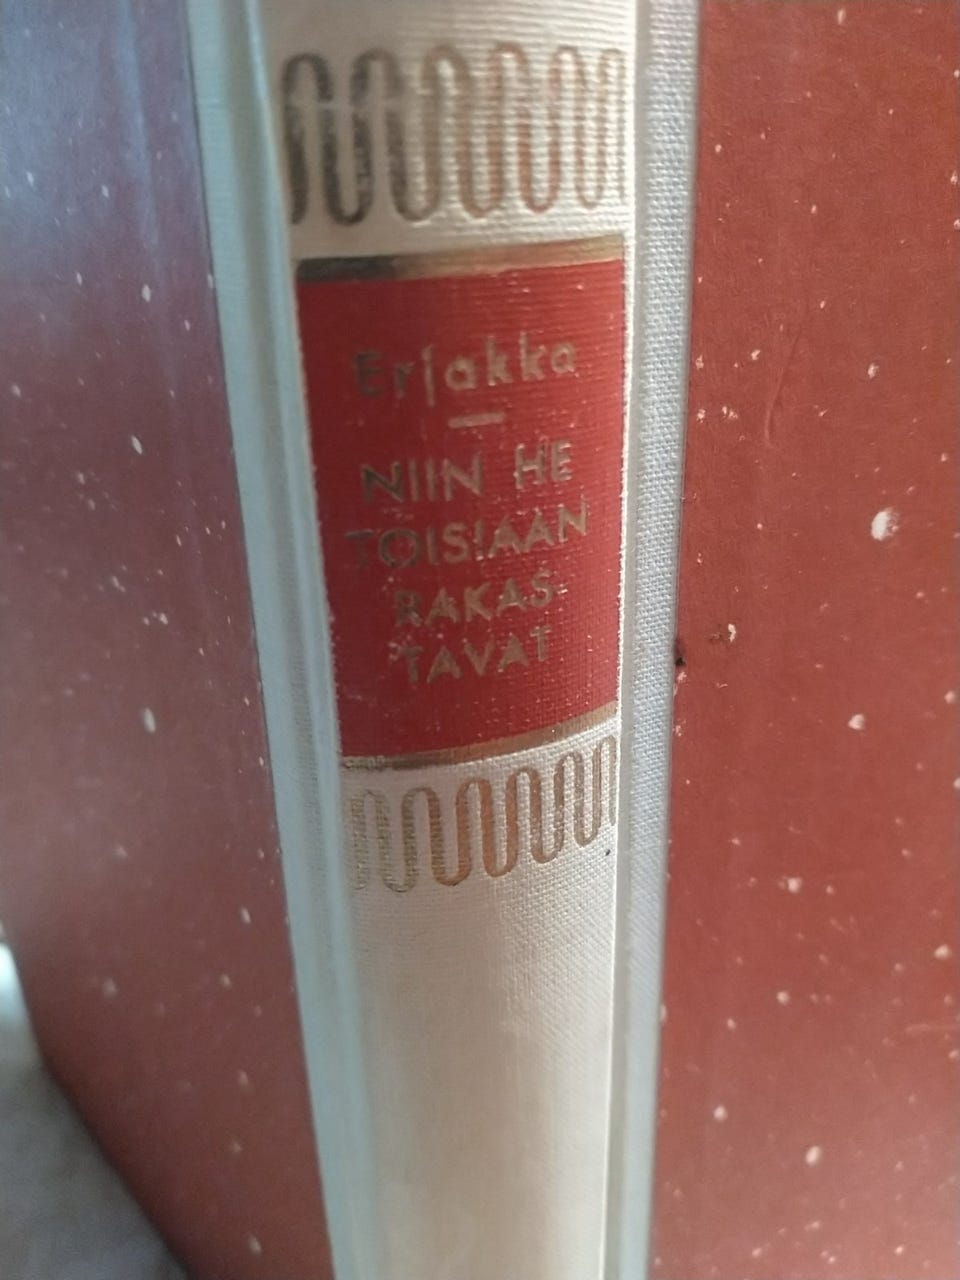 Erjakka
NIIN HE
TOISIAAN
RAKAS-
TAVAT